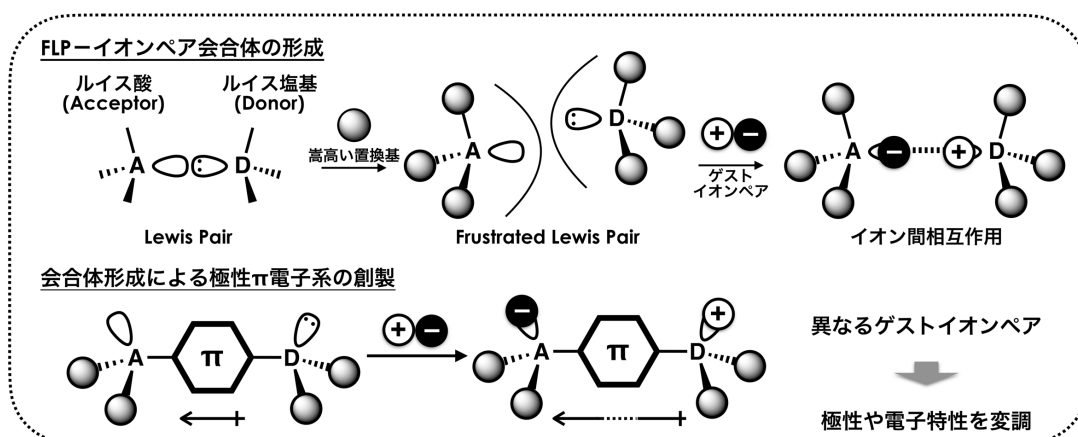 FLPーイオンペア会合体の形成
ルイス酸
(Acceptor)
ルイス塩基
(Donor)
A
D
嵩高い置換基
A
D
+ −
ゲスト
イオンペア
A − + D
Lewis Pair
Frustrated Lewis Pair
イオン間相互作用
会合体形成による極性π電子系の創製
A π D
+ −
− +
A π D
異なるゲストイオンペア
極性や電子特性を変調